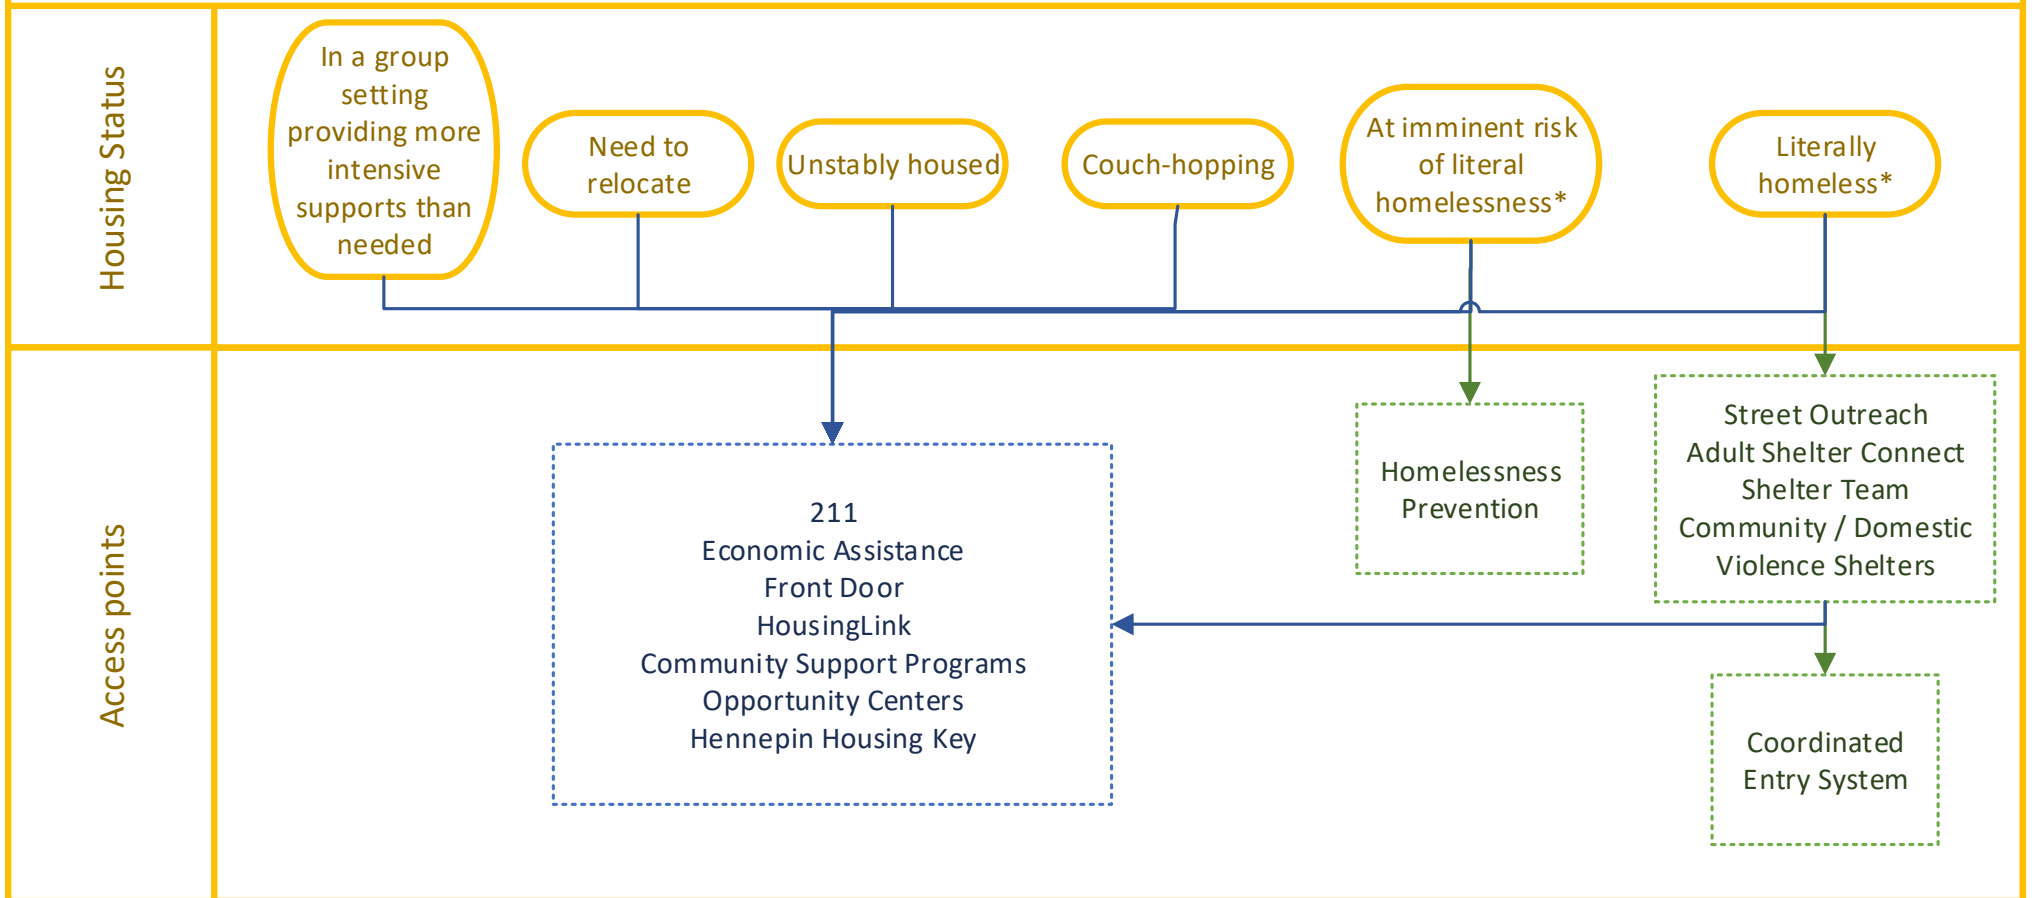 Housing Status
In a group
setting
providing more
intensive
supports than
needed
Need to
relocate
Unstably housed
Couch-hopping
At imminent risk
of literal
homelessness*
Literally
homeless*
Access points
211
Economic Assistance
Front Door
HousingLink
Community Support Programs
Opportunity Centers
Hennepin Housing Key
Homelessness
Prevention
Street Outreach
Adult Shelter Connect
Shelter Team
Community / Domestic
Violence Shelters
Coordinated
Entry System